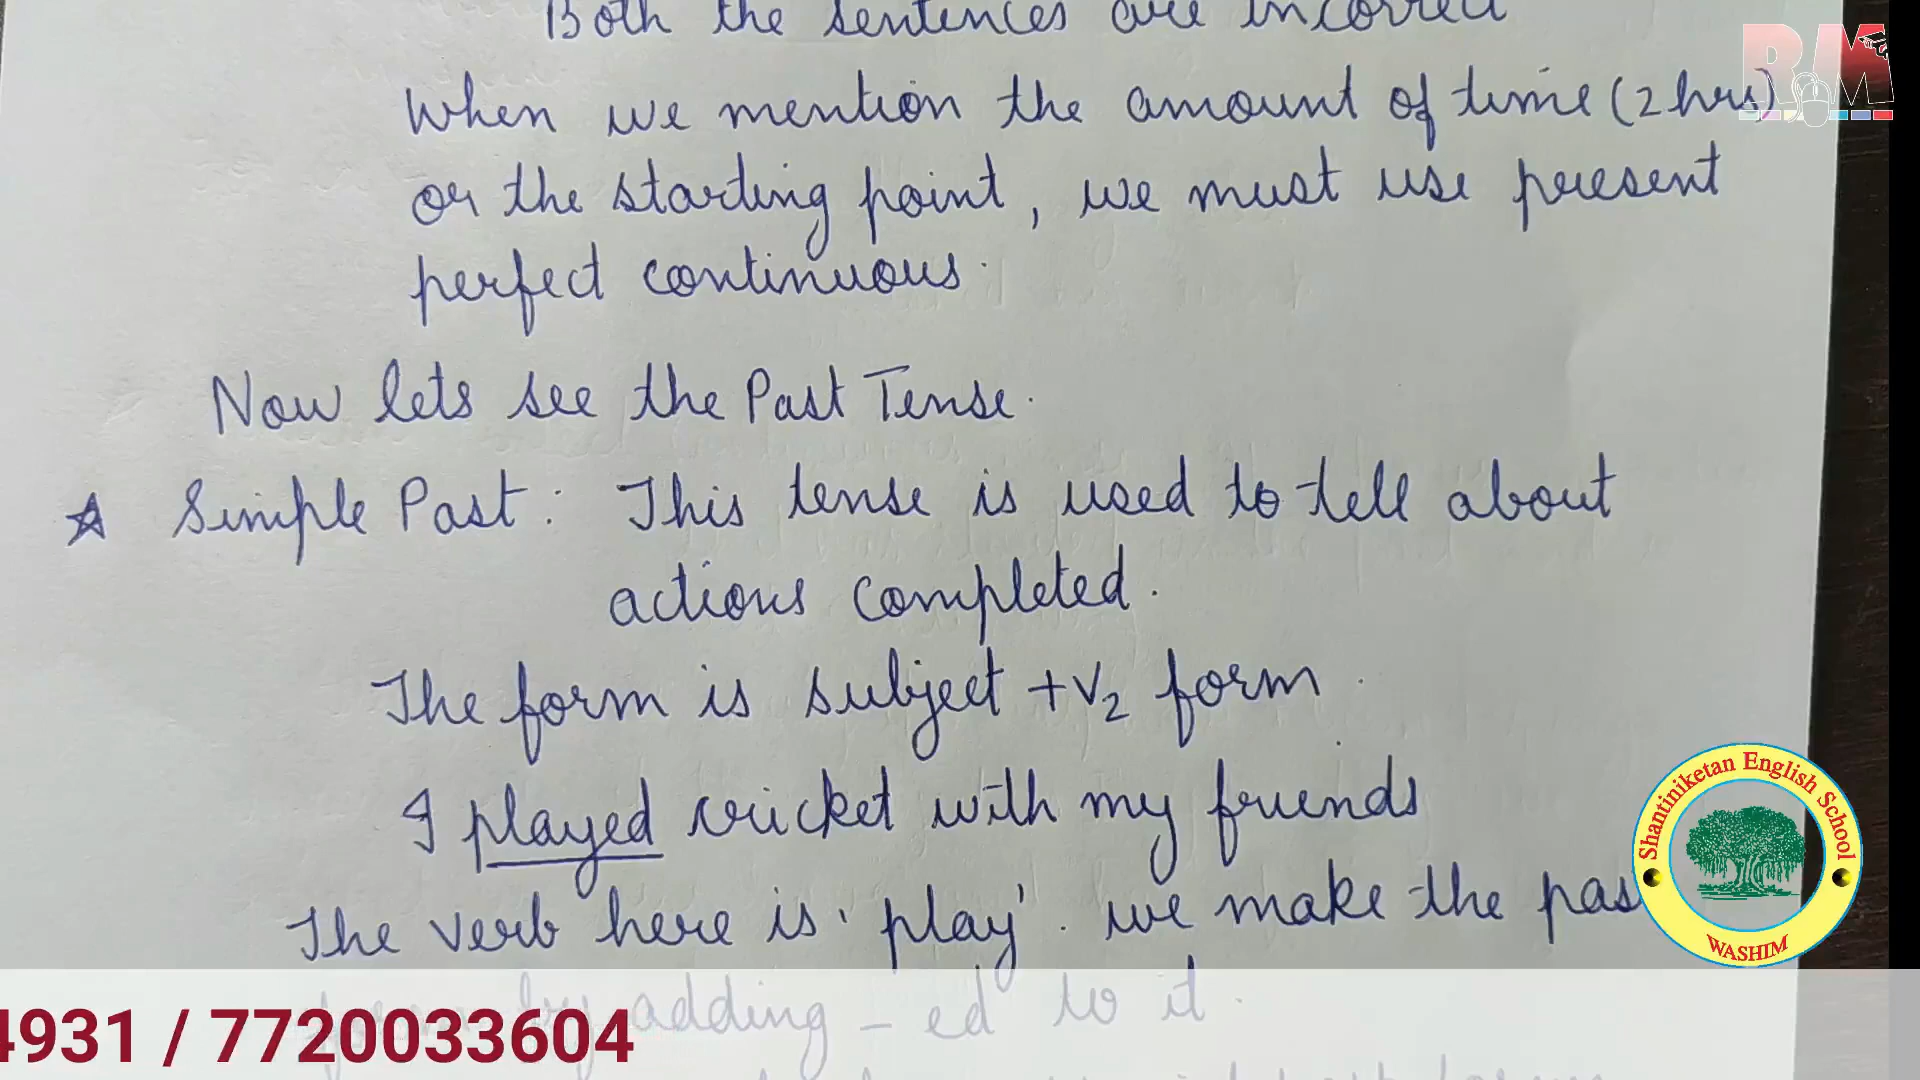 Both the sentences are incorrect
When we mention the amount of time (2 hrs)
or the starting point, we must use present
perfect continuous.
Now lets see the Past Tense.
☆ Simple Past: This tense is used to tell about
actions completed.
The form is subject + V2 form.
I played cricket with my friends
The verb here is 'play'. we make the pas
by adding - ed to it.
4931 / 7720033604
RM
Shantiniketan English School
WASHIM